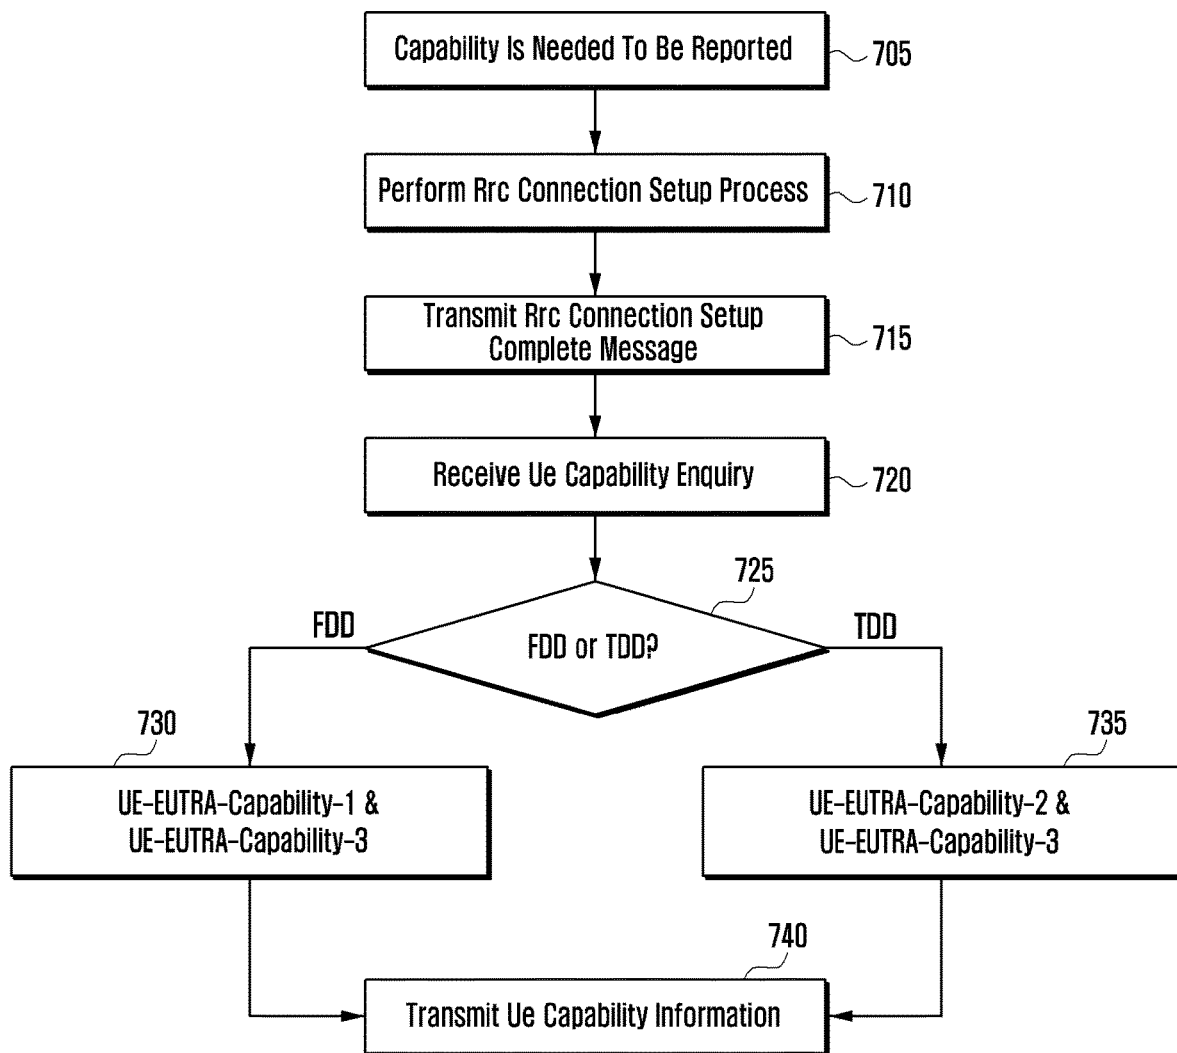 Capability Is Needed To Be Reported
705
Perform Rrc Connection Setup Process
710
Transmit Rrc Connection Setup
Complete Message
715
Receive Ue Capability Enquiry
720
725
FDD
FDD or TDD?
TDD
730
UE-EUTRA-Capability-1 &
UE-EUTRA-Capability-3
735
UE-EUTRA-Capability-2 &
UE-EUTRA-Capability-3
740
Transmit Ue Capability Information